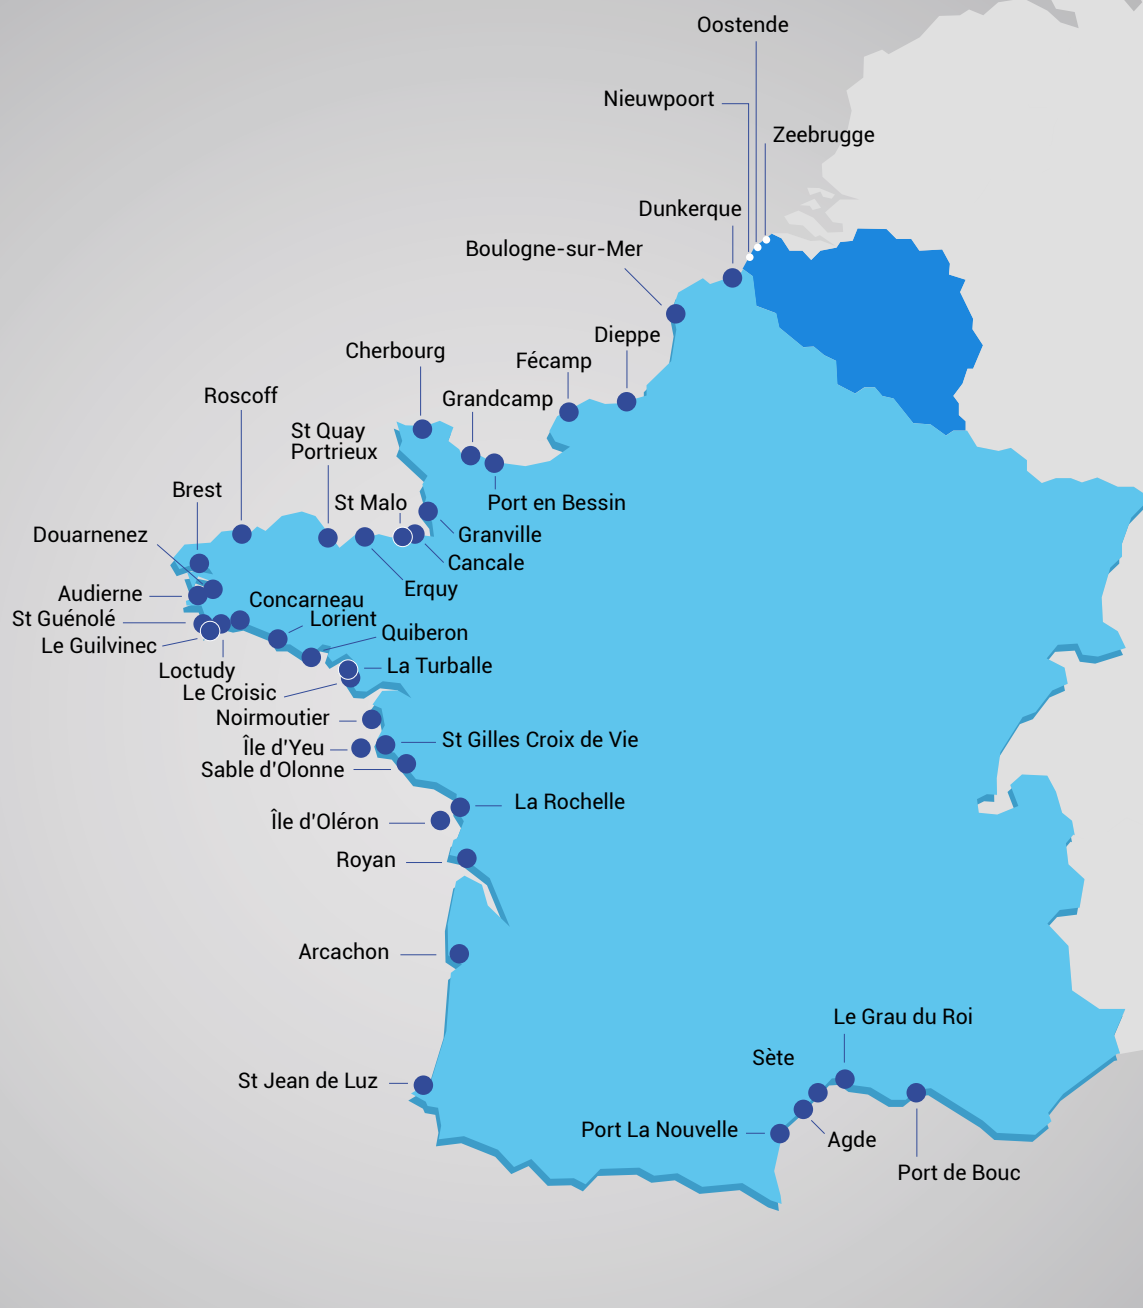 Oostende
Nieuwpoort
Zeebrugge
Dunkerque
Boulogne-sur-Mer
Dieppe
Cherbourg
Fécamp
Roscoff
Grandcamp
St Quay
Portrieux
Brest
St Malo
Port en Bessin
Douarnenez
Granville
Cancale
Erquy
Audierne
Concarneau
St Guénolé
Lorient
Quiberon
Le Guilvinec
La Turballe
Loctudy
Le Croisic
Noirmoutier
St Gilles Croix de Vie
Île d'Yeu
Sable d'Olonne
La Rochelle
Île d'Oléron
Royan
Arcachon
Le Grau du Roi
Sète
St Jean de Luz
Port La Nouvelle
Agde
Port de Bouc